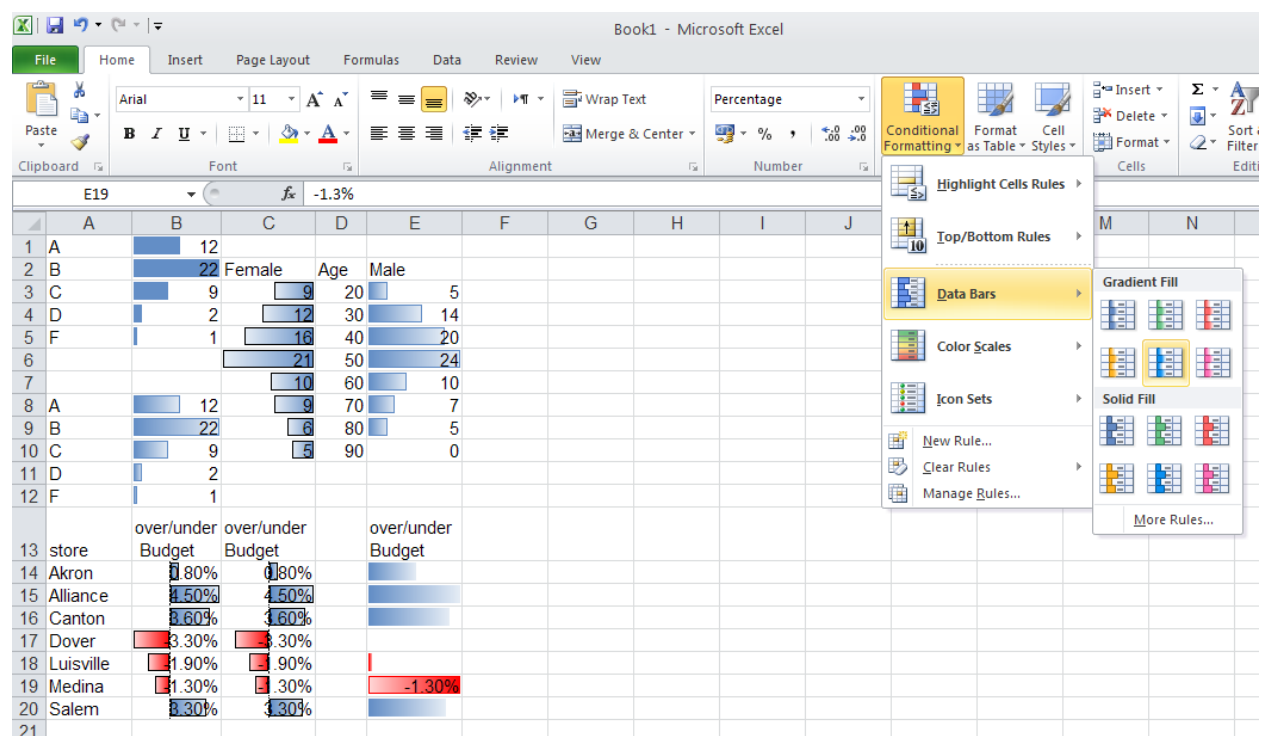 Book1 - Microsoft Excel
File Home Insert Page Layout Formulas Data Review View
Paste
Clipboard
Arial 11 A A
B I U A
Font
Wrap Text
Merge & Center
Alignment
Percentage
% , .0 .00 .00 .0
Number
Conditional Formatting
Format as Table
Cell Styles
Insert
Delete
Format
Cells
Σ
Sort
Filter
Editi
E19 fx -1.3%
A B C D E F G H I J M N
1 A 12
2 B 22 Female Age Male
3 C 9 9 20 5
4 D 2 12 30 14
5 F 1 16 40 20
6 21 50 24
7 10 60 10
8 A 12 9 70 7
9 B 22 6 80 5
10 C 9 5 90 0
11 D 2
12 F 1
over/under over/under over/under
13 store Budget Budget Budget
14 Akron 0.80% 0.80%
15 Alliance 4.50% 4.50%
16 Canton 3.60% 3.60%
17 Dover -3.30% -3.30%
18 Luisville -1.90% -1.90%
19 Medina -1.30% -1.30% -1.30%
20 Salem 3.30% 3.30%
21
Highlight Cells Rules
Top/Bottom Rules
Data Bars
Color Scales
Icon Sets
New Rule...
Clear Rules
Manage Rules...
Gradient Fill
Solid Fill
More Rules...